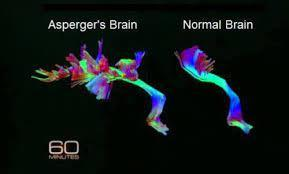 Asperger's Brain
Normal Brain
60
MINUTES